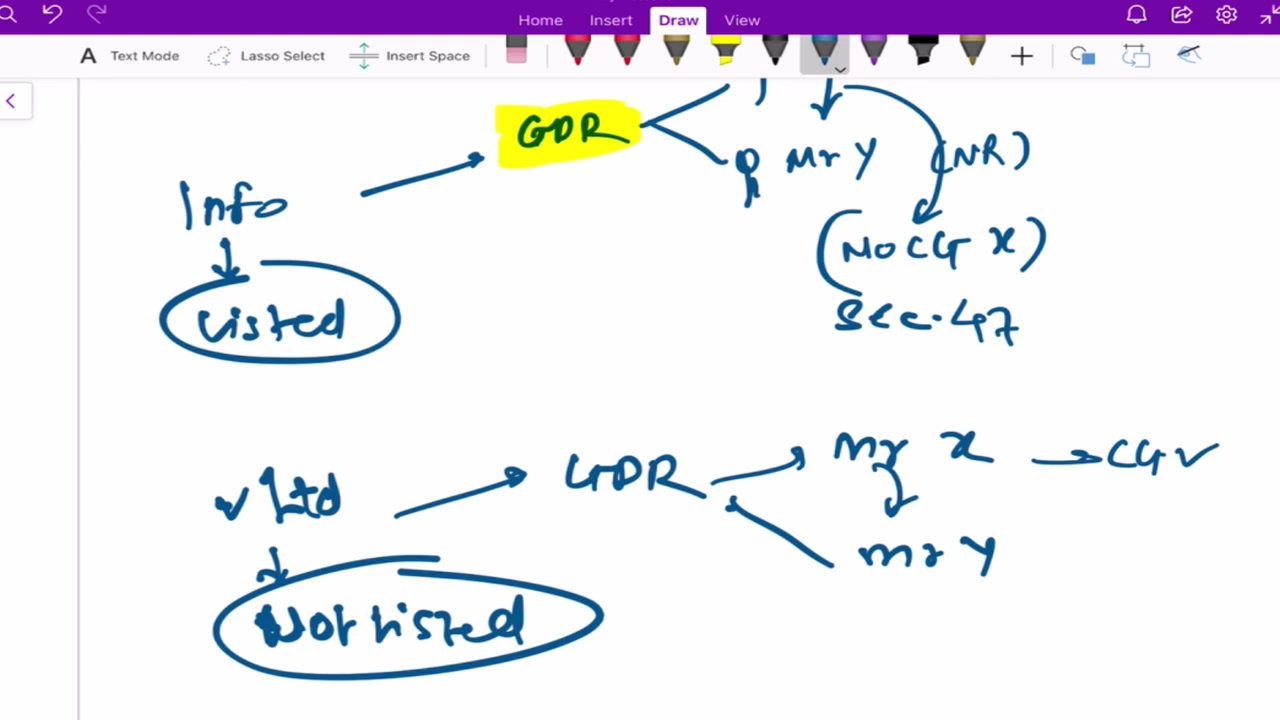 Home Insert Draw View
A Text Mode Lasso Select Insert Space
GDR
Mr Y (NR)
Info
(No CG X)
Listed
Sec. 47
Mr X → CG ✓
Ltd → GDR
Mr Y
Not Listed